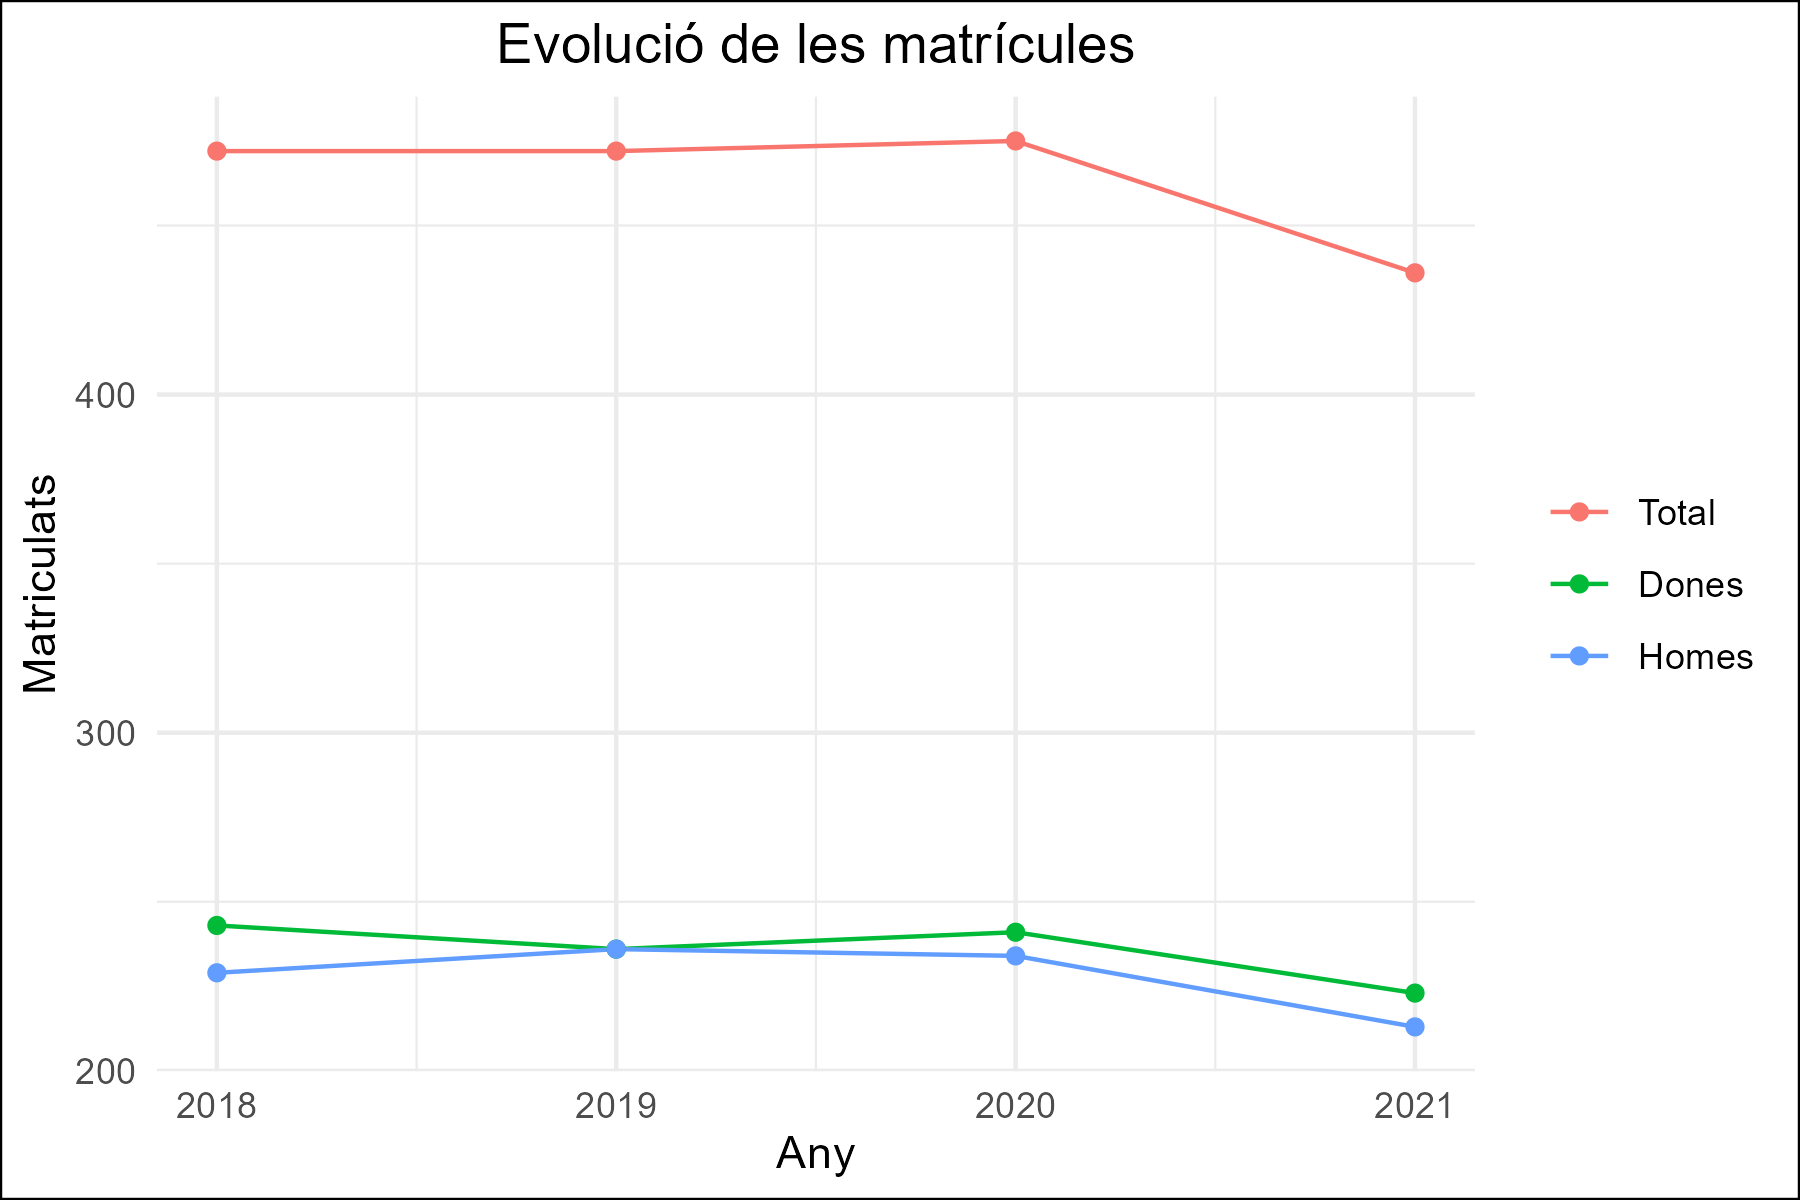 Evolució de les matrícules
400
300
200
Matriculats
2018 2019 2020 2021
Any
Total
Dones
Homes